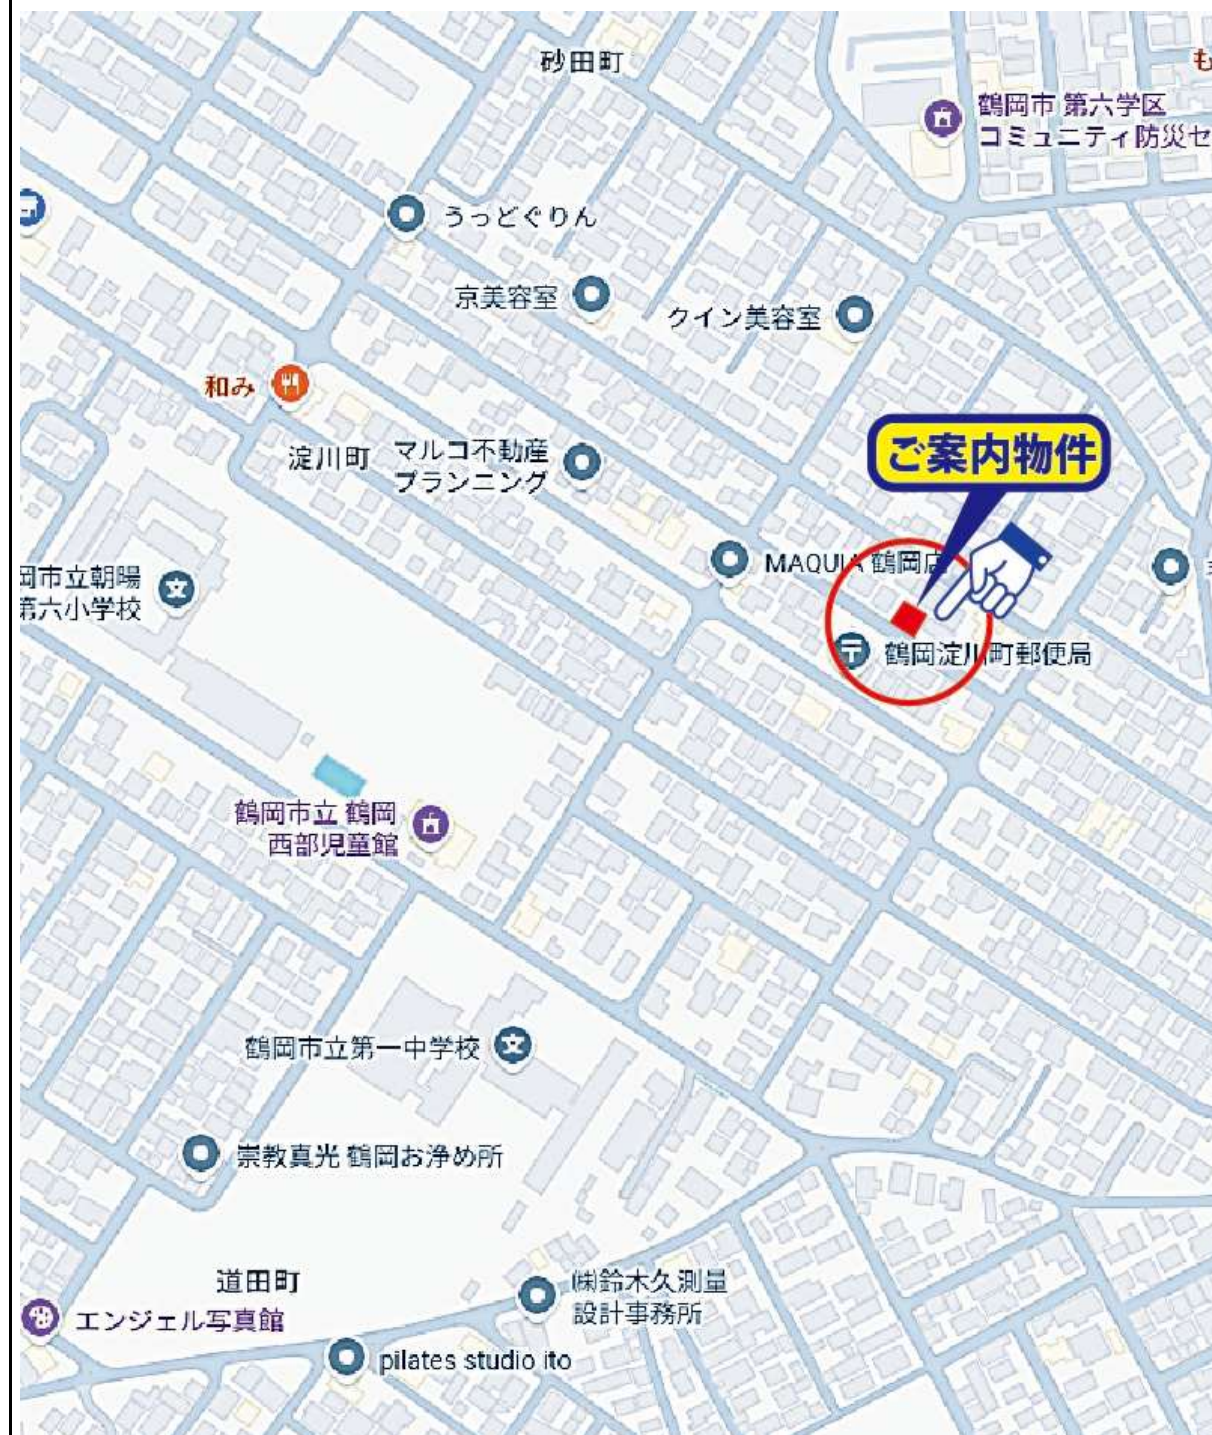 砂田町
鶴岡市 第六学区
コミュニティ防災セ
うっどぐりん
京美容室
クイン美容室
和み
淀川町
マルコ不動産
プランニング
ご案内物件
MAQUIA 鶴岡店
岡市立朝暘
第六小学校
鶴岡淀川町郵便局
鶴岡市立 鶴岡
西部児童館
鶴岡市立第一中学校
崇教真光 鶴岡お浄め所
道田町
㈱鈴木久測量
設計事務所
エンジェル写真館
pilates studio ito